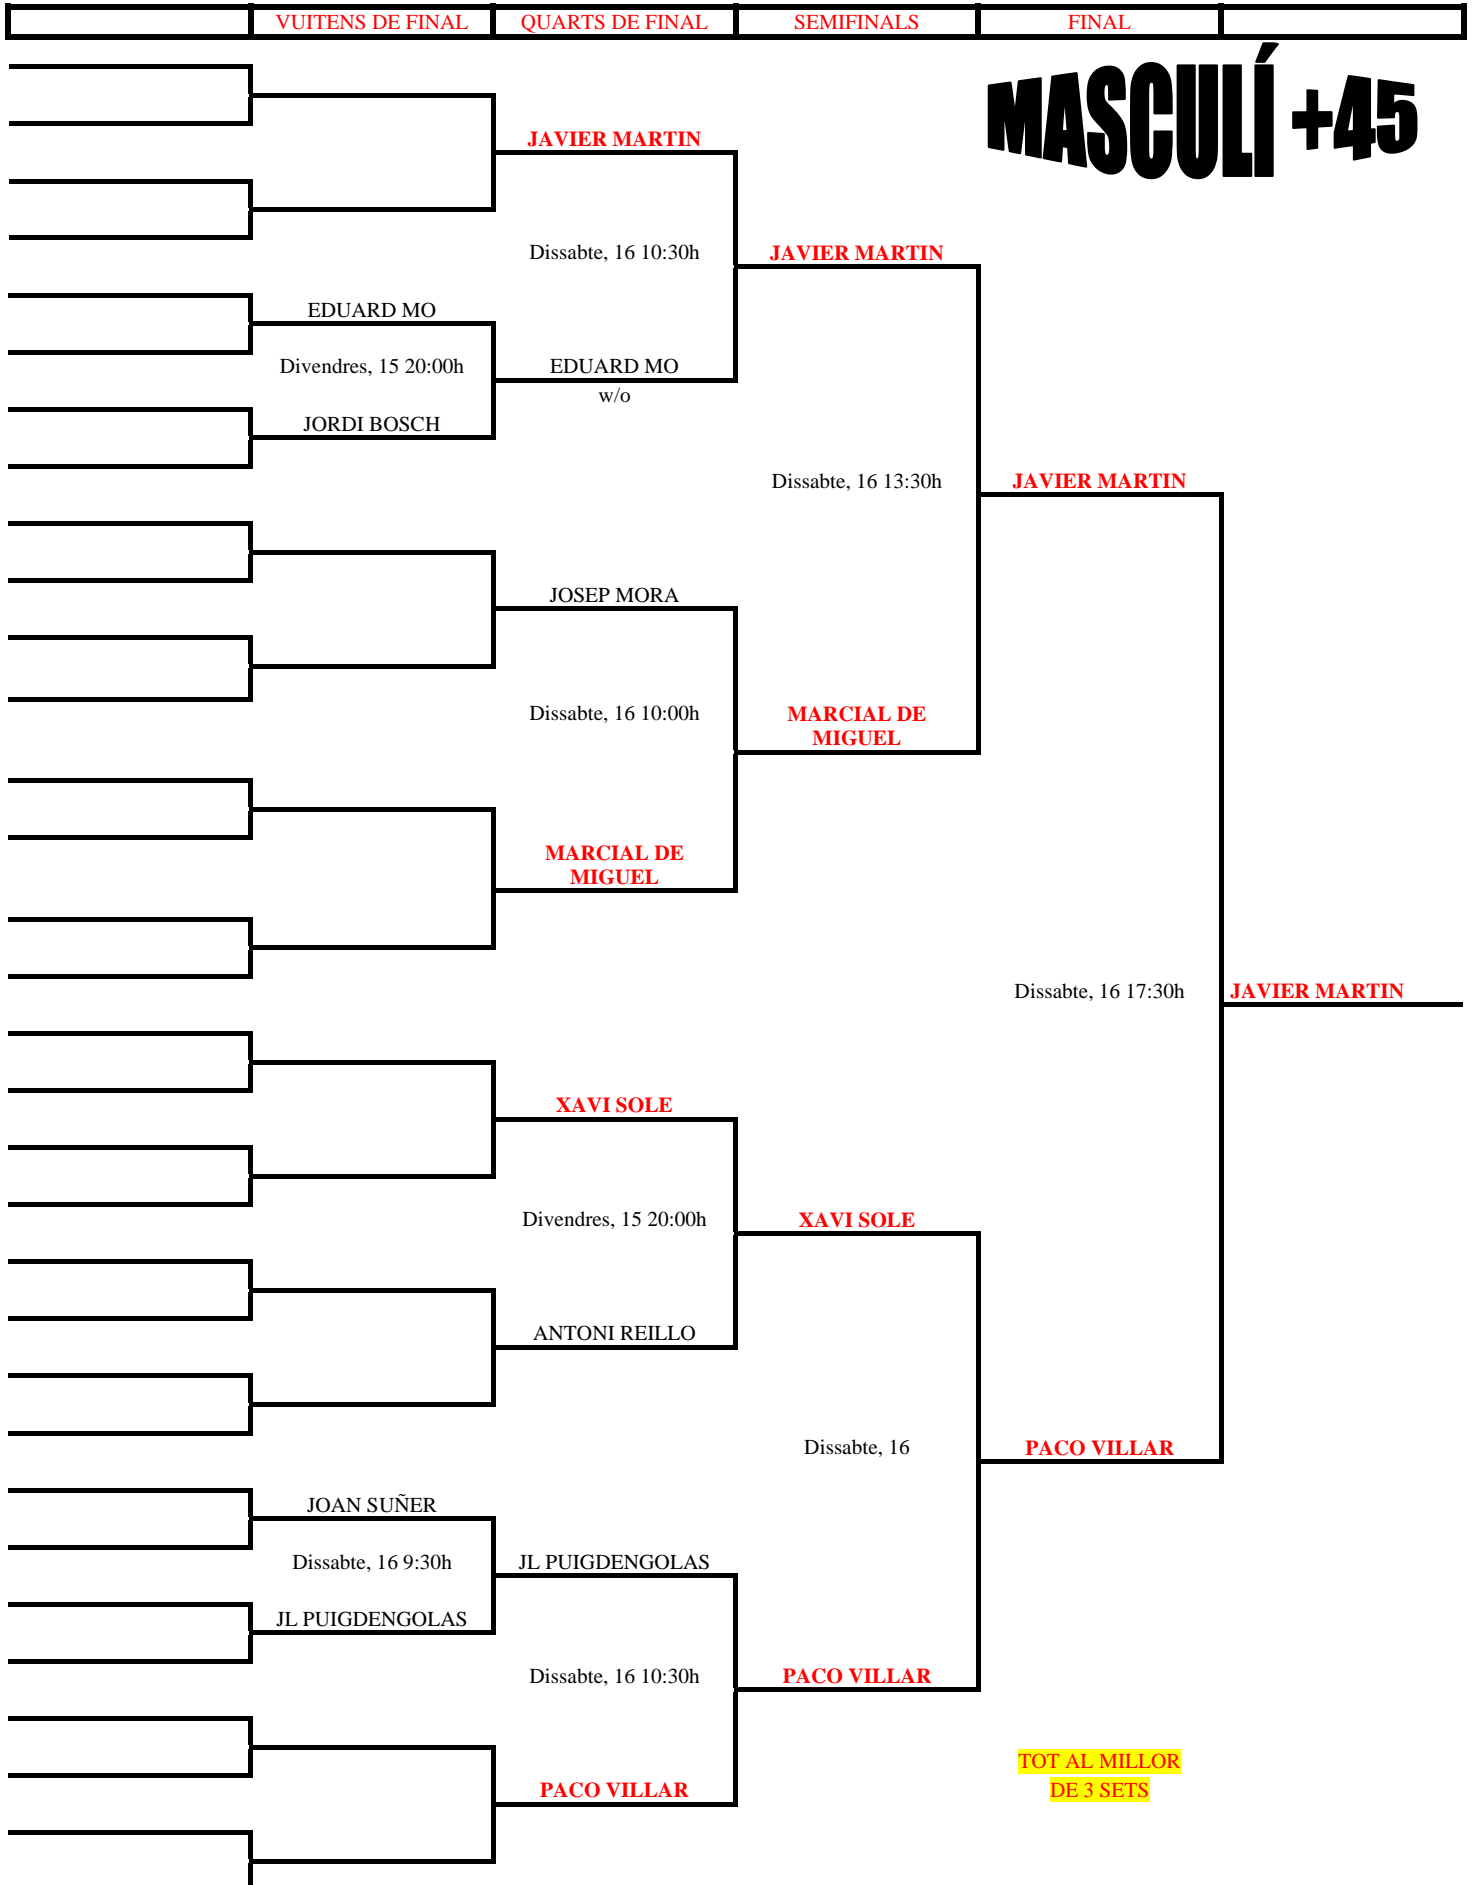 VUITENS DE FINAL QUARTS DE FINAL SEMIFINALS FINAL
MASCULÍ +45
JAVIER MARTIN
Dissabte, 16 10:30h JAVIER MARTIN
EDUARD MO
Divendres, 15 20:00h EDUARD MO
w/o
JORDI BOSCH
Dissabte, 16 13:30h JAVIER MARTIN
JOSEP MORA
Dissabte, 16 10:00h MARCIAL DE
MIGUEL
MARCIAL DE
MIGUEL
Dissabte, 16 17:30h JAVIER MARTIN
XAVI SOLE
Divendres, 15 20:00h XAVI SOLE
ANTONI REILLO
Dissabte, 16 PACO VILLAR
JOAN SUÑER
Dissabte, 16 9:30h JL PUIGDENGOLAS
JL PUIGDENGOLAS
Dissabte, 16 10:30h PACO VILLAR
TOT AL MILLOR
DE 3 SETS
PACO VILLAR